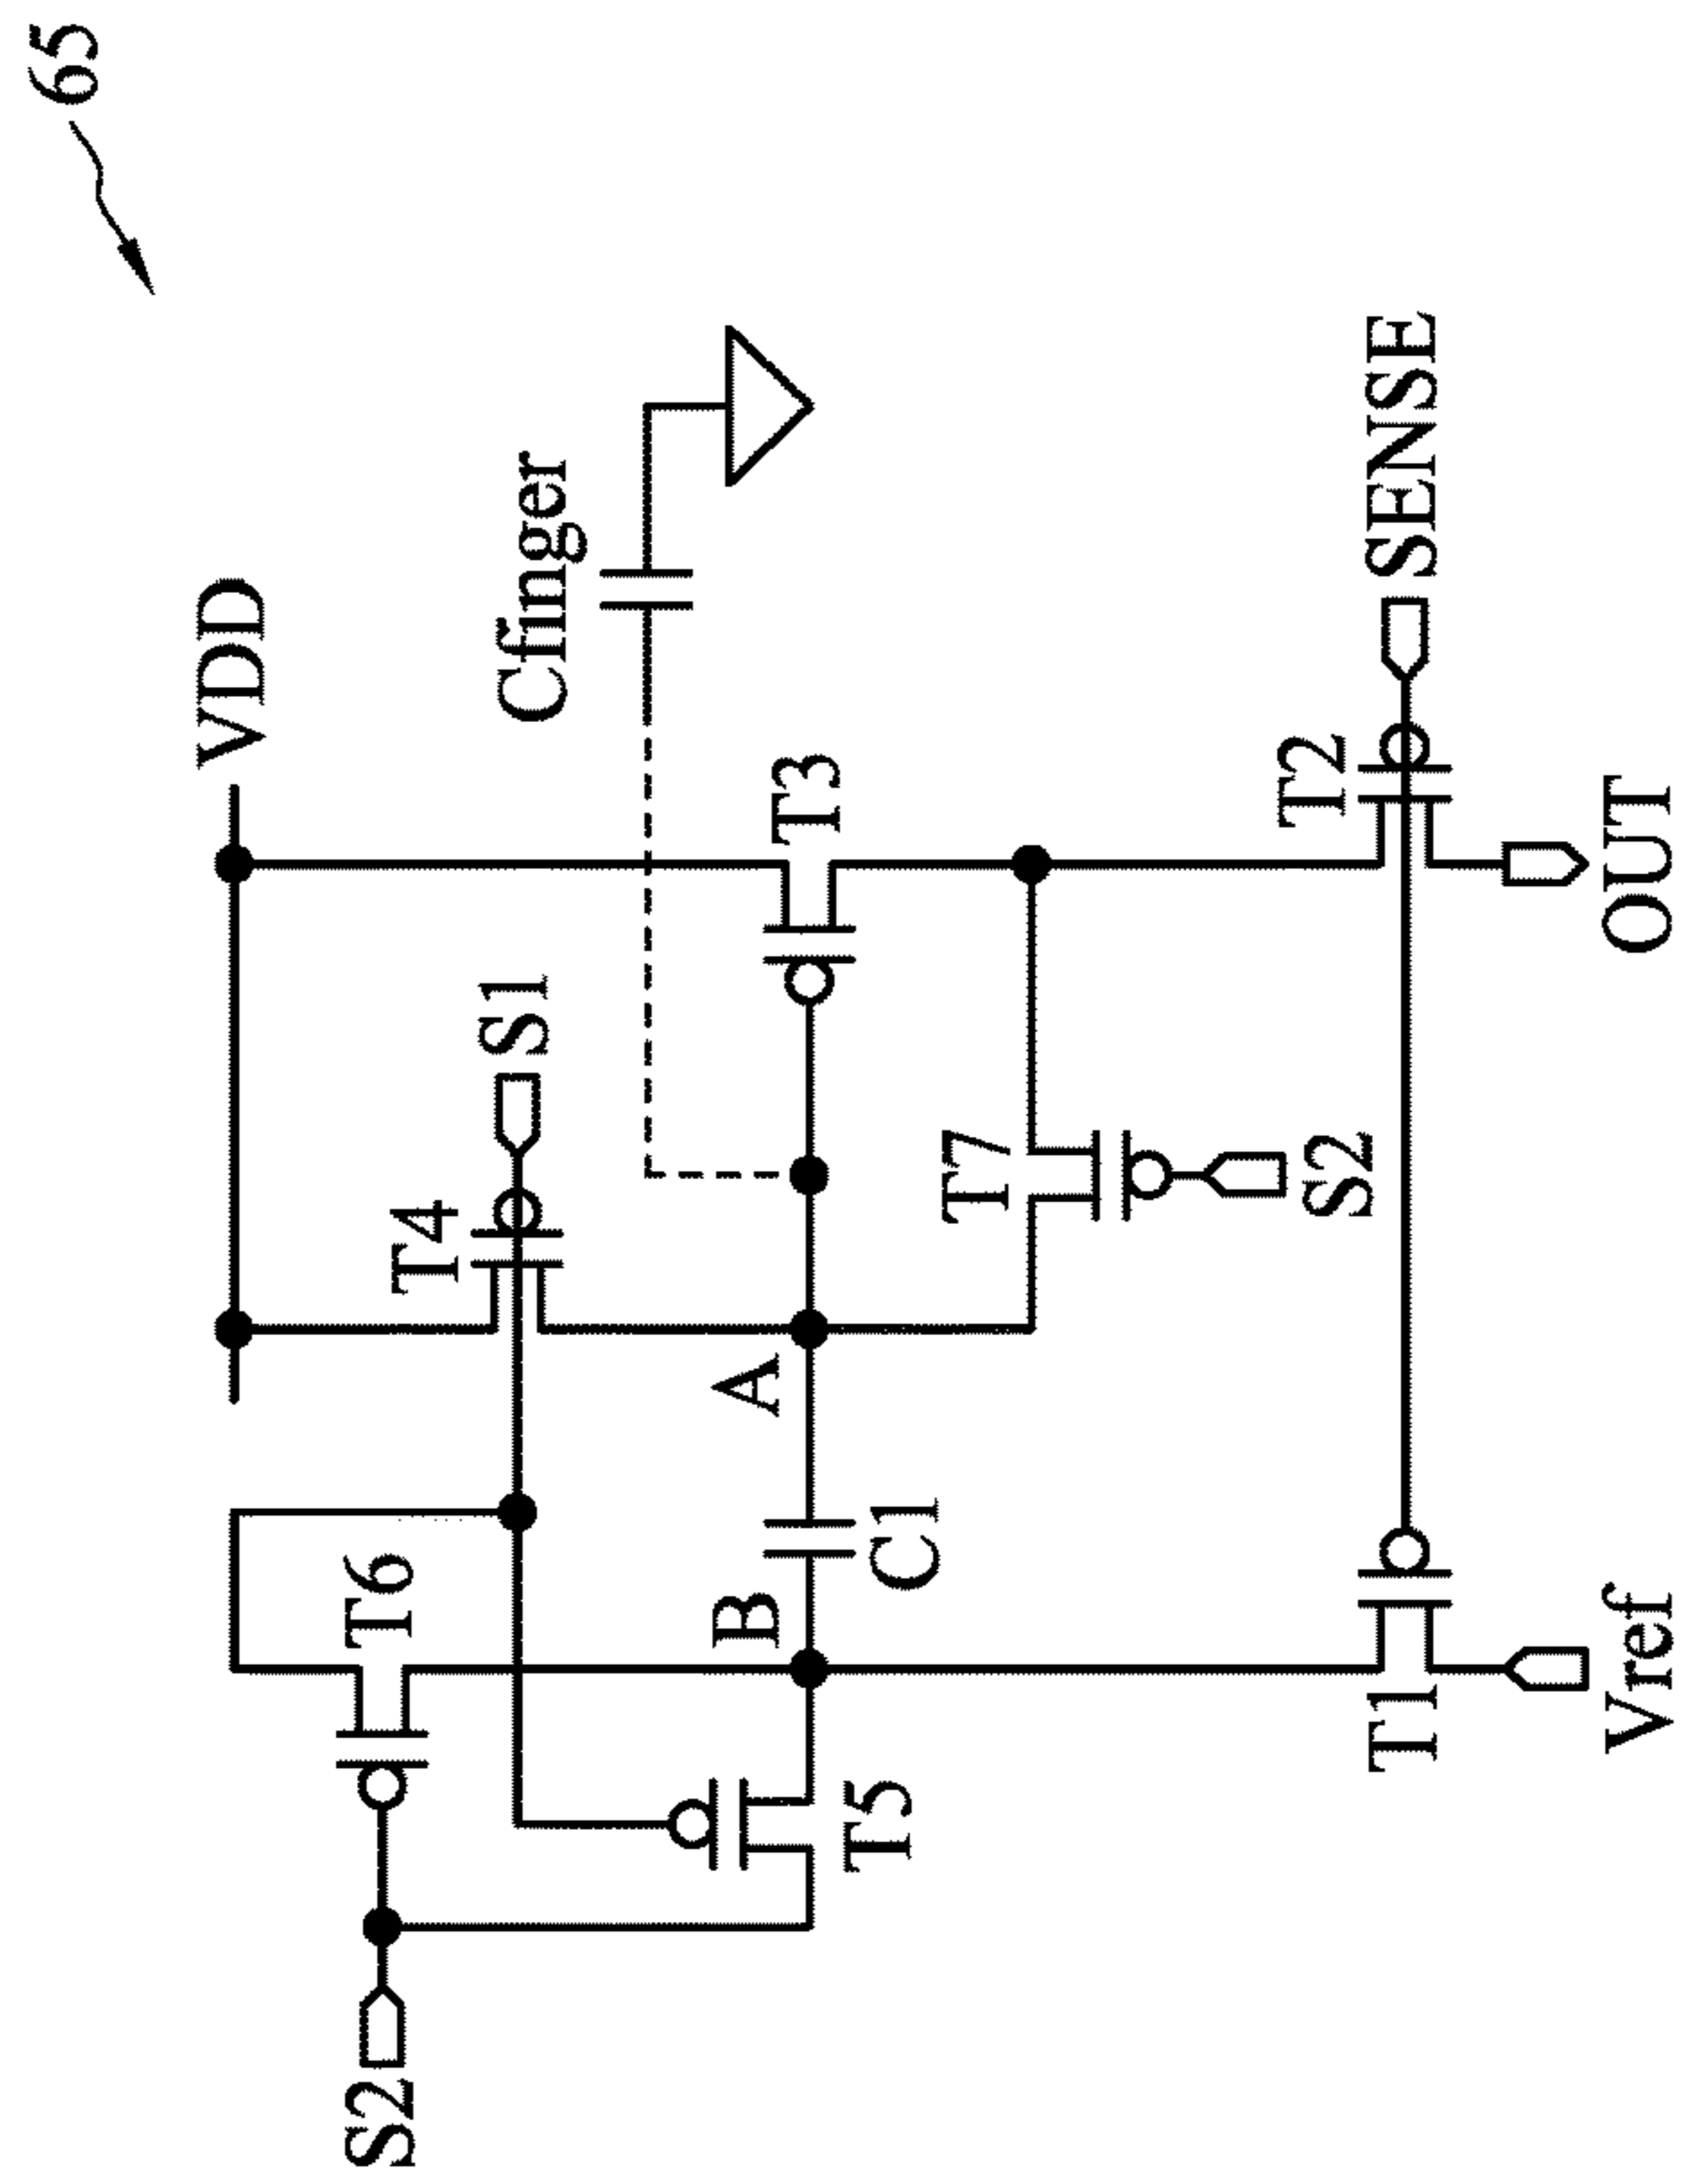 65
VDD
Cfinger
S1
T4
T3
T6
A
B
C1
T7
S2
T5
S2
T2
SENSE
T1
Vref
OUT